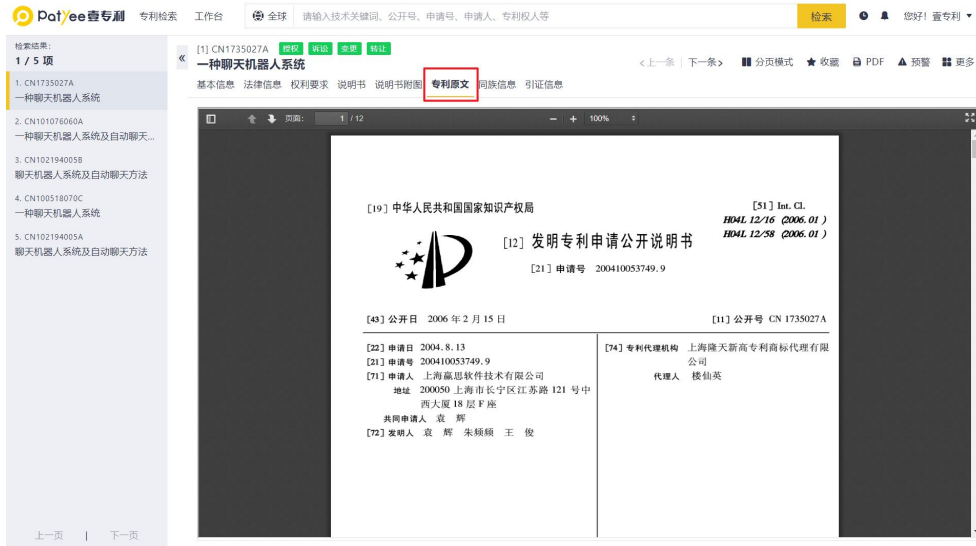 Patyee壹专利 专利检索 工作台 全球 请输入技术关键词、公开号、申请号、申请人、专利权人等 检索 您好！壹专利
检索结果：
1 / 5 项
1. CN1735027A
一种聊天机器人系统
2. CN101076060A
一种聊天机器人系统及自动聊天...
3. CN102194005B
聊天机器人系统及自动聊天方法
4. CN100518070C
一种聊天机器人系统
5. CN102194005A
聊天机器人系统及自动聊天方法
上一页 | 下一页
«
[1] CN1735027A 授权 诉讼 变更 转让
一种聊天机器人系统
<上一条 下一条> 分页模式 收藏 PDF 预警 更多
基本信息 法律信息 权利要求 说明书 说明书附图 专利原文 同族信息 引证信息
页面： 1 / 12 − + 100%
[19] 中华人民共和国国家知识产权局
[51] Int. Cl.
H04L 12/16 (2006.01)
H04L 12/58 (2006.01)
[12] 发明专利申请公开说明书
[21] 申请号 200410053749.9
[43] 公开日 2006 年 2 月 15 日
[11] 公开号 CN 1735027A
[22] 申请日 2004.8.13
[21] 申请号 200410053749.9
[71] 申请人 上海赢思软件技术有限公司
地址 200050 上海市长宁区江苏路 121 号中
西大厦 18 层 F 座
共同申请人 袁 辉
[72] 发明人 袁 辉 朱频频 王 俊
[74] 专利代理机构 上海隆天新高专利商标代理有限
公司
代理人 楼仙英